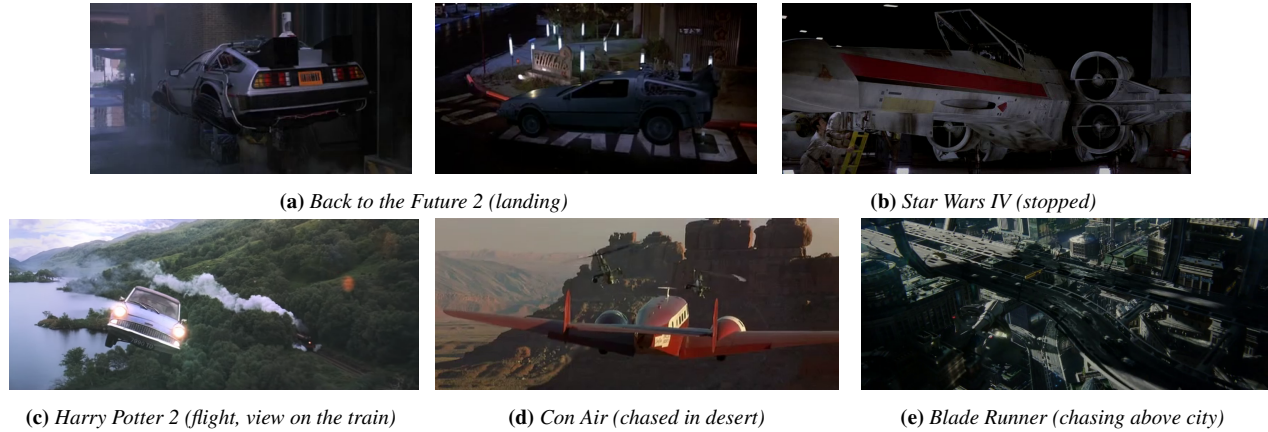 (a) Back to the Future 2 (landing)
(b) Star Wars IV (stopped)
(c) Harry Potter 2 (flight, view on the train)
(d) Con Air (chased in desert)
(e) Blade Runner (chasing above city)